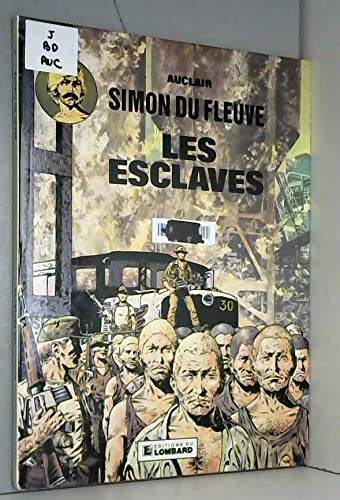 J
BD
AUC
AUCLAIR
SIMON DU FLEUVE
LES
ESCLAVES
30
EDITIONS DU
LOMBARD